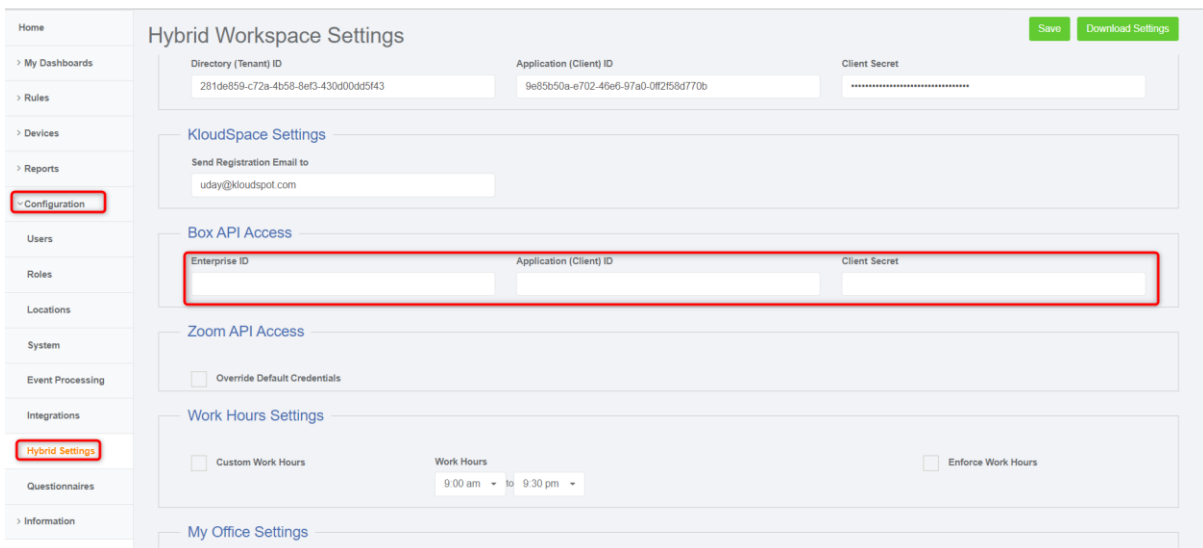 Home
> My Dashboards
> Rules
> Devices
> Reports
Configuration
Users
Roles
Locations
System
Event Processing
Integrations
Hybrid Settings
Questionnaires
> Information
Hybrid Workspace Settings
Save Download Settings
Directory (Tenant) ID Application (Client) ID Client Secret
281de859-c72a-4b58-8ef3-430d00dd5f43 9e85b50a-e702-46e6-97a0-0ff2f58d770b ••••••••••••••••••••••••••••••••••
KloudSpace Settings
Send Registration Email to
uday@kloudspot.com
Box API Access
Enterprise ID Application (Client) ID Client Secret
Zoom API Access
Override Default Credentials
Work Hours Settings
Custom Work Hours Work Hours Enforce Work Hours
9:00 am to 9:30 pm
My Office Settings